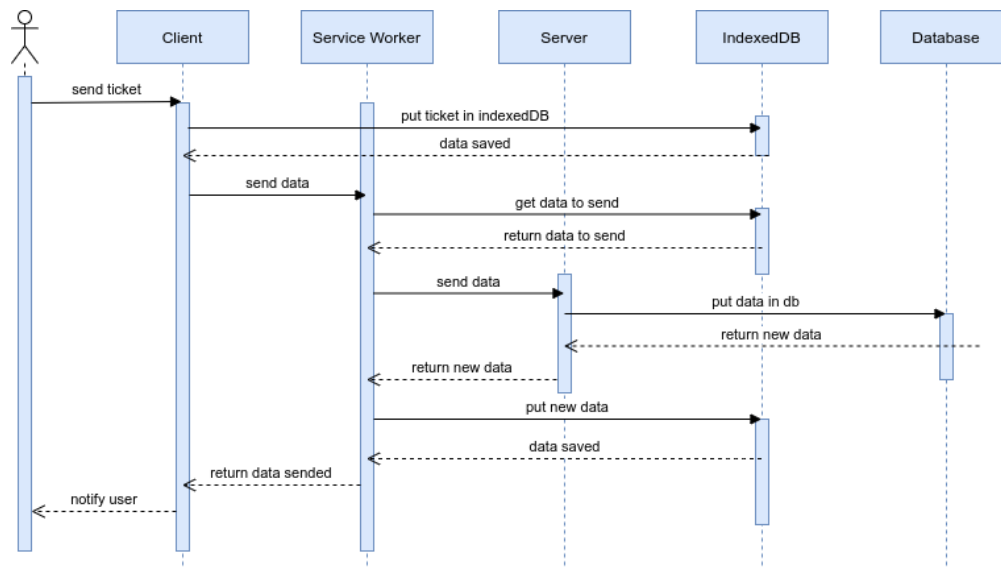 Client
Service Worker
Server
IndexedDB
Database
send ticket
put ticket in indexedDB
data saved
send data
get data to send
return data to send
send data
put data in db
return new data
return new data
put new data
data saved
return data sended
notify user